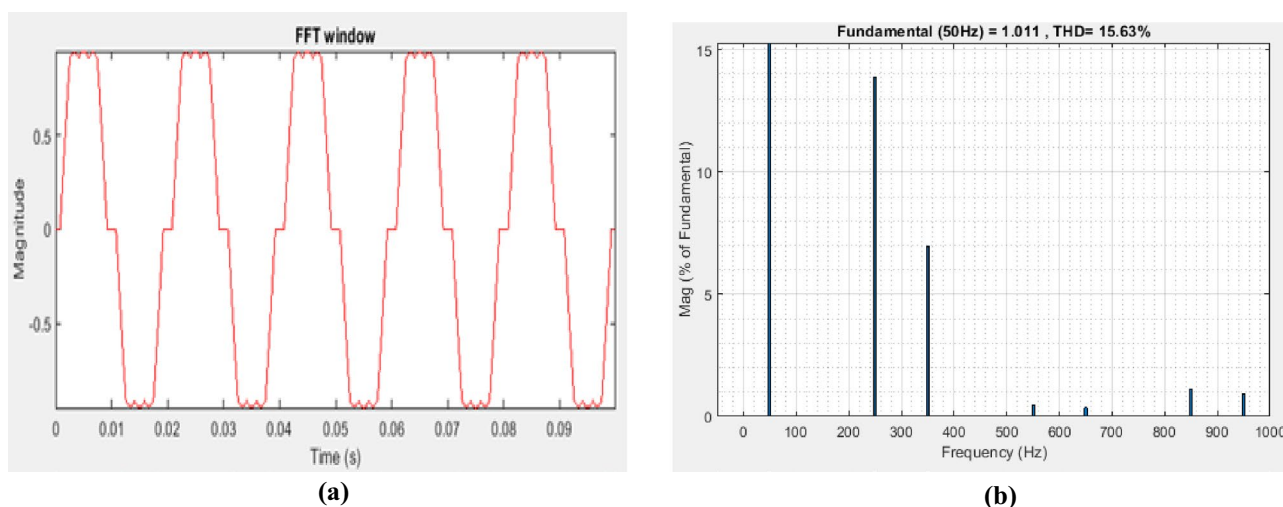 FFT window
Magnitude
0.5
0
-0.5
0 0.01 0.02 0.03 0.04 0.05 0.06 0.07 0.08 0.09
Time (s)
(a)
Fundamental (50Hz) = 1.011 , THD= 15.63%
Mag (% of Fundamental)
15
10
5
0
0 100 200 300 400 500 600 700 800 900 1000
Frequency (Hz)
(b)